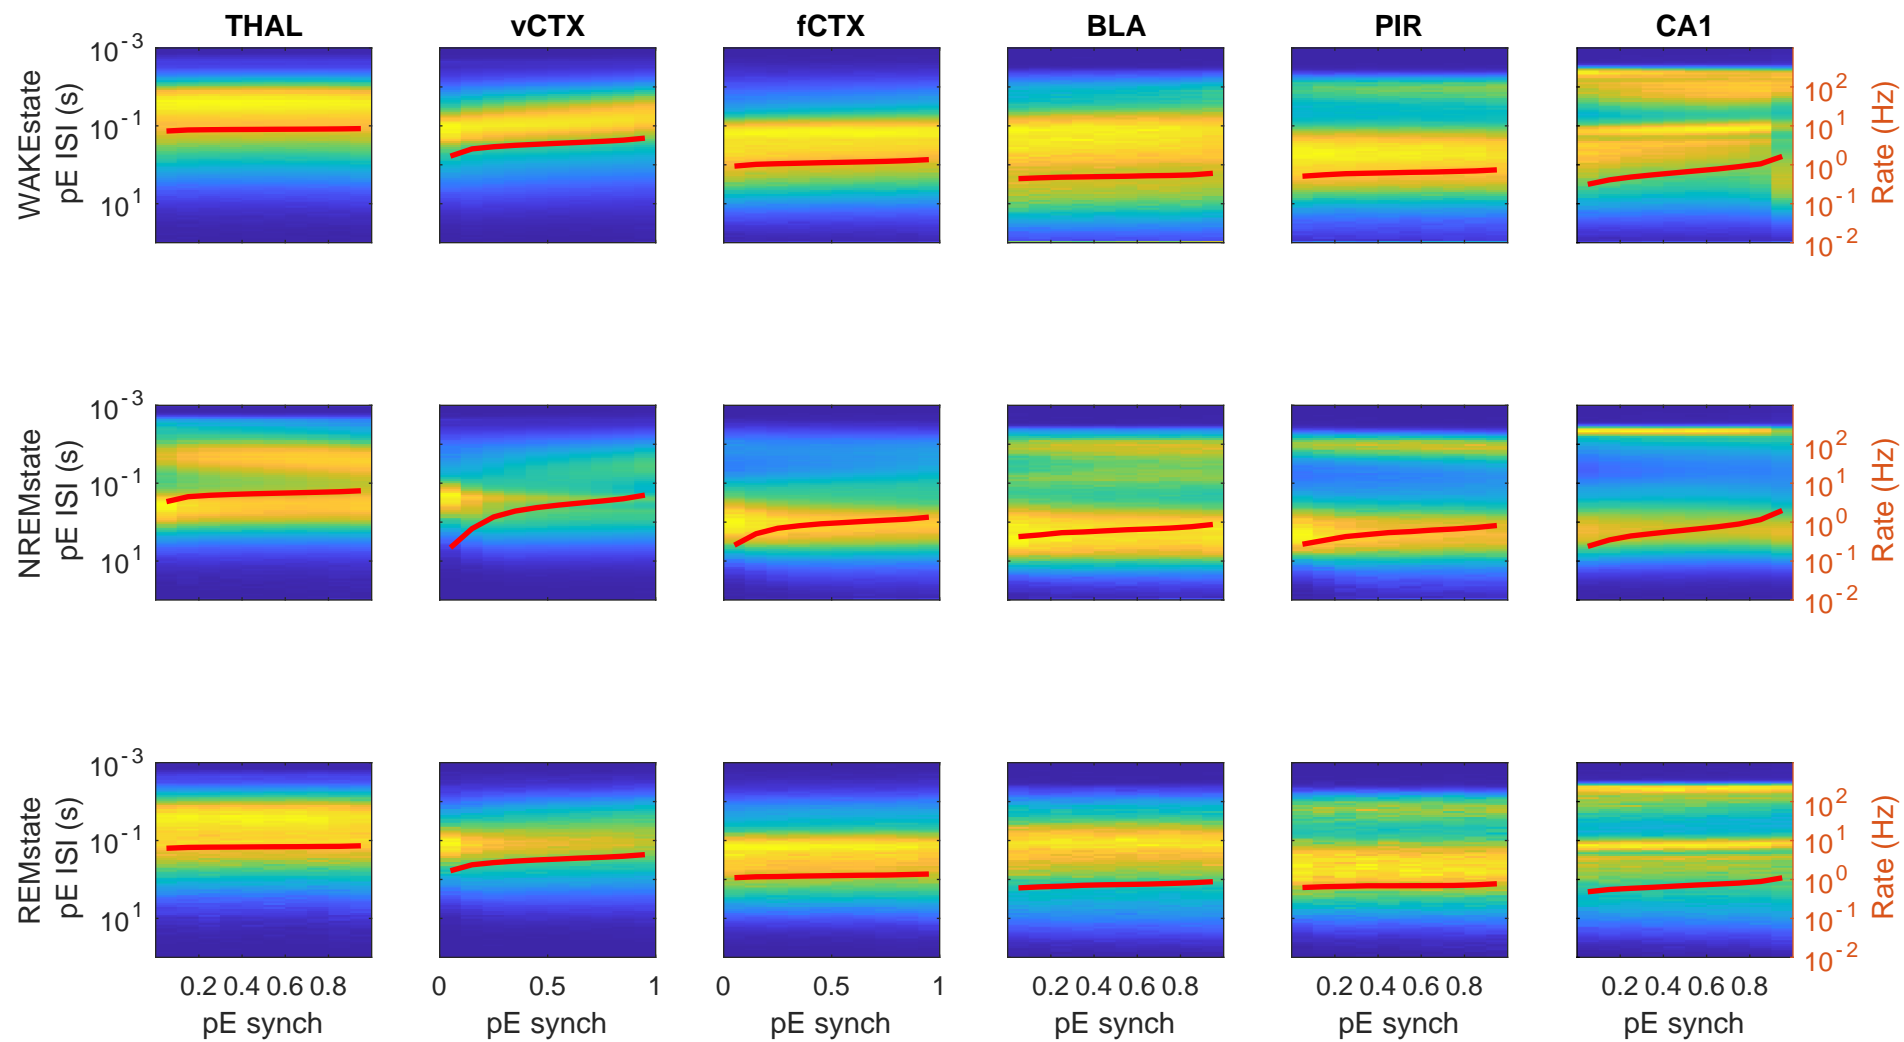 THAL vCTX fCTX BLA PIR CA1
WAKEstate
pE ISI (s)
10^-3
10^-1
10^1
10^2
10^1
10^0
10^-1
10^-2
Rate (Hz)
NREMstate
pE ISI (s)
10^-3
10^-1
10^1
10^2
10^1
10^0
10^-1
10^-2
Rate (Hz)
REMstate
pE ISI (s)
10^-3
10^-1
10^1
10^2
10^1
10^0
10^-1
10^-2
Rate (Hz)
0.2 0.4 0.6 0.8 0 0.5 1 0 0.5 1 0.2 0.4 0.6 0.8 0.2 0.4 0.6 0.8 0.2 0.4 0.6 0.8
pE synch pE synch pE synch pE synch pE synch pE synch